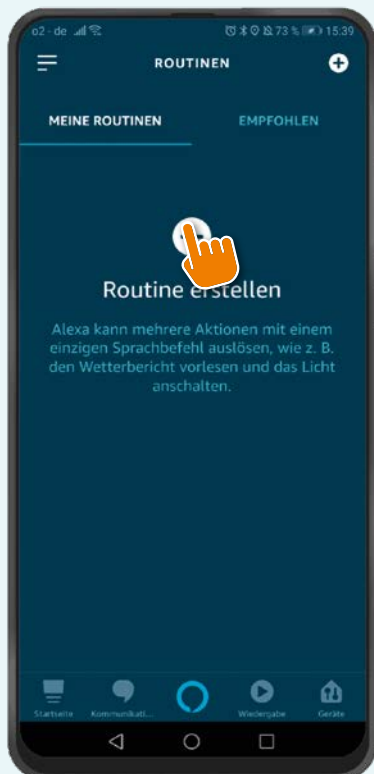 o2 - de 73 % 15:39
ROUTINEN
MEINE ROUTINEN EMPFOHLEN
Routine erstellen
Alexa kann mehrere Aktionen mit einem
einzigen Sprachbefehl auslösen, wie z. B.
den Wetterbericht vorlesen und das Licht
anschalten.
Startseite Kommunikati... Wiedergabe Geräte